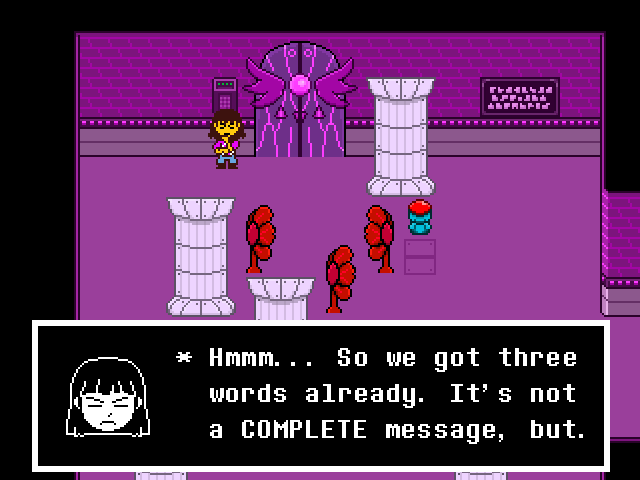 * Hmmm... So we got three
words already. It's not
a COMPLETE message, but.